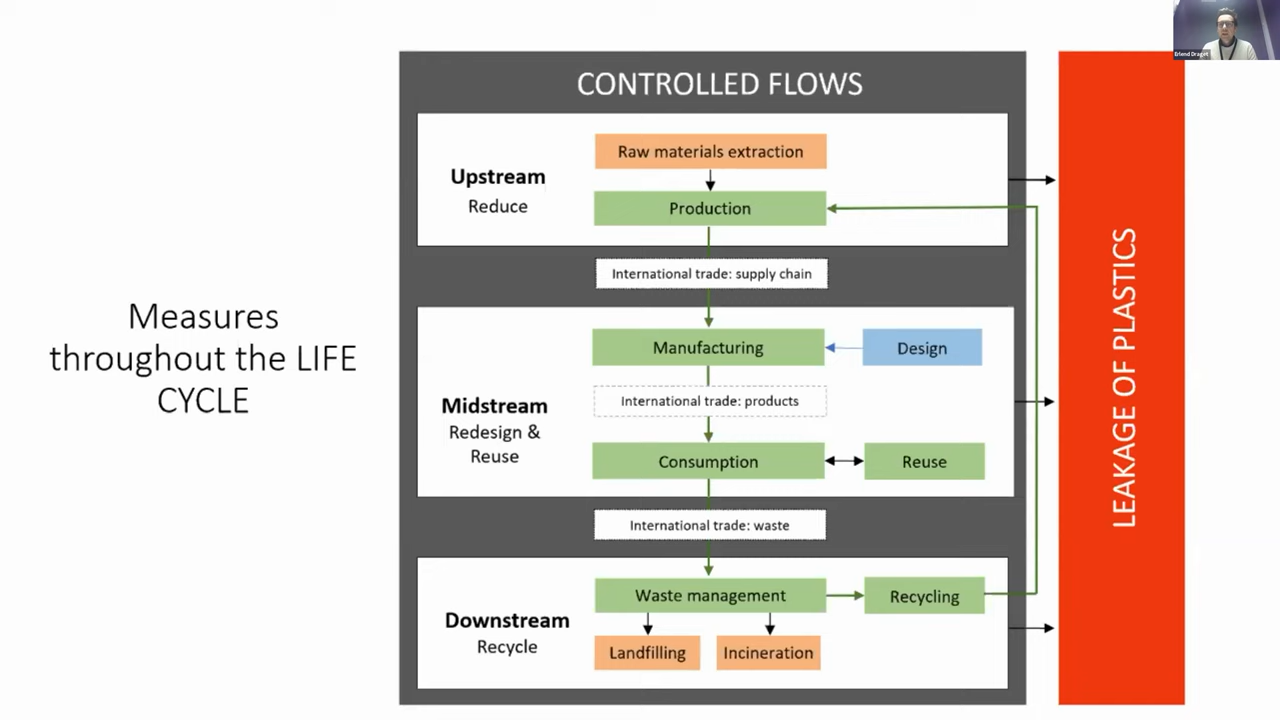 Measures
throughout the LIFE
CYCLE
CONTROLLED FLOWS
Upstream
Reduce
Raw materials extraction
Production
International trade: supply chain
Midstream
Redesign &
Reuse
Manufacturing
Design
International trade: products
Consumption
Reuse
International trade: waste
Downstream
Recycle
Waste management
Recycling
Landfilling
Incineration
LEAKAGE OF PLASTICS
Erlend Draget